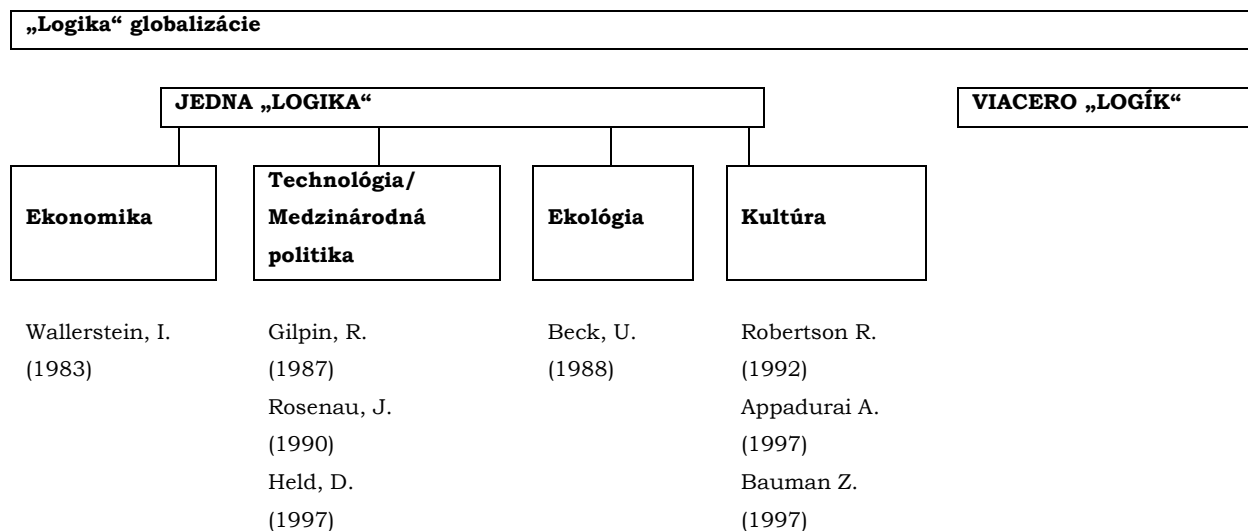 „Logika“ globalizácie
JEDNA „LOGIKA“
VIACERO „LOGÍK“
Ekonomika
Technológia/
Medzinárodná
politika
Ekológia
Kultúra
Wallerstein, I.
(1983)
Gilpin, R.
(1987)
Rosenau, J.
(1990)
Held, D.
(1997)
Beck, U.
(1988)
Robertson R.
(1992)
Appadurai A.
(1997)
Bauman Z.
(1997)